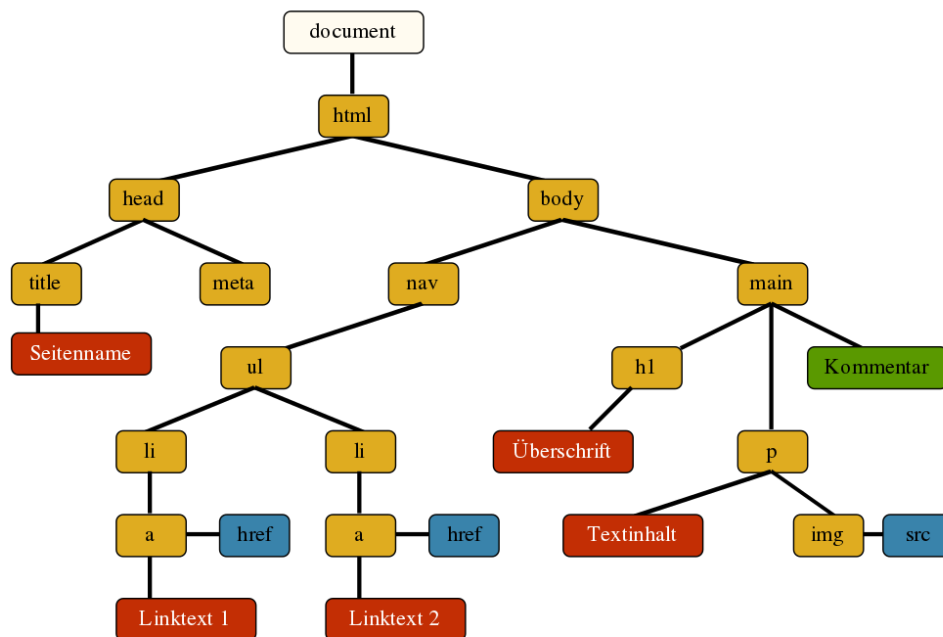 document
html
head
body
title
meta
nav
main
Seitenname
ul
h1
Kommentar
li
li
Überschrift
p
a
href
a
href
Textinhalt
img
src
Linktext 1
Linktext 2